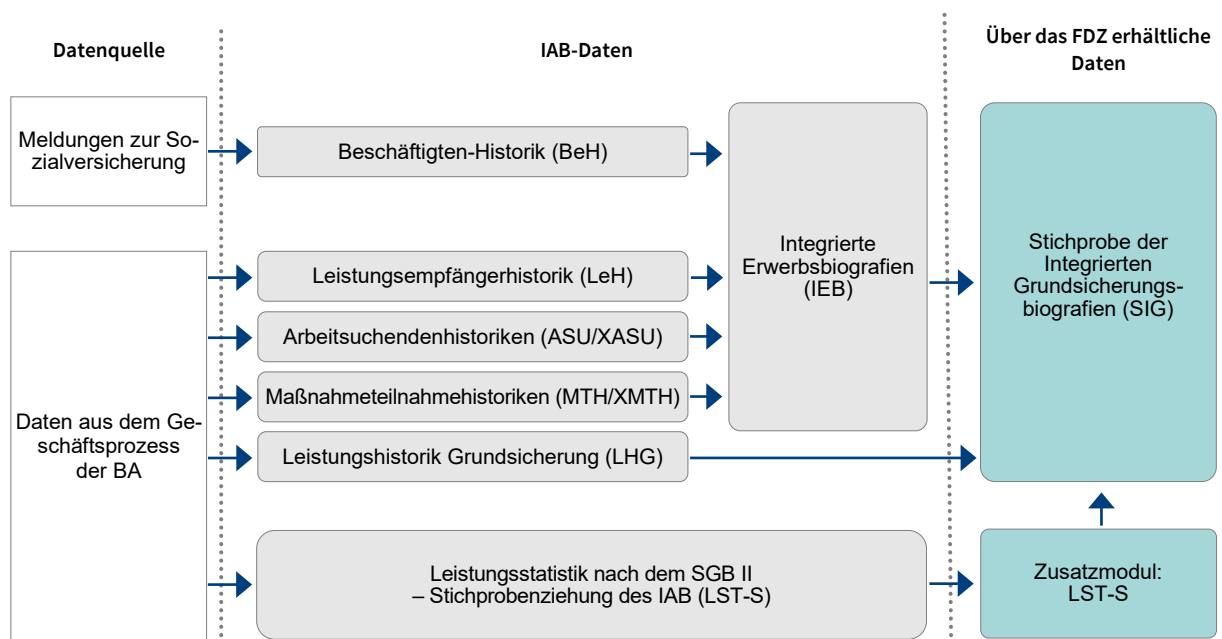 Datenquelle
IAB-Daten
Über das FDZ erhältliche
Daten
Meldungen zur So-
zialversicherung
Beschäftigten-Historik (BeH)
Integrierte
Erwerbsbiografien
(IEB)
Stichprobe der
Integrierten
Grundsicherungs-
biografien (SIG)
Daten aus dem Ge-
schäftsprozess
der BA
Leistungsempfängerhistorik (LeH)
Arbeitsuchendenhistoriken (ASU/XASU)
Maßnahmeteilnahmehistoriken (MTH/XMTH)
Leistungshistorik Grundsicherung (LHG)
Leistungsstatistik nach dem SGB II
– Stichprobenziehung des IAB (LST-S)
Zusatzmodul:
LST-S